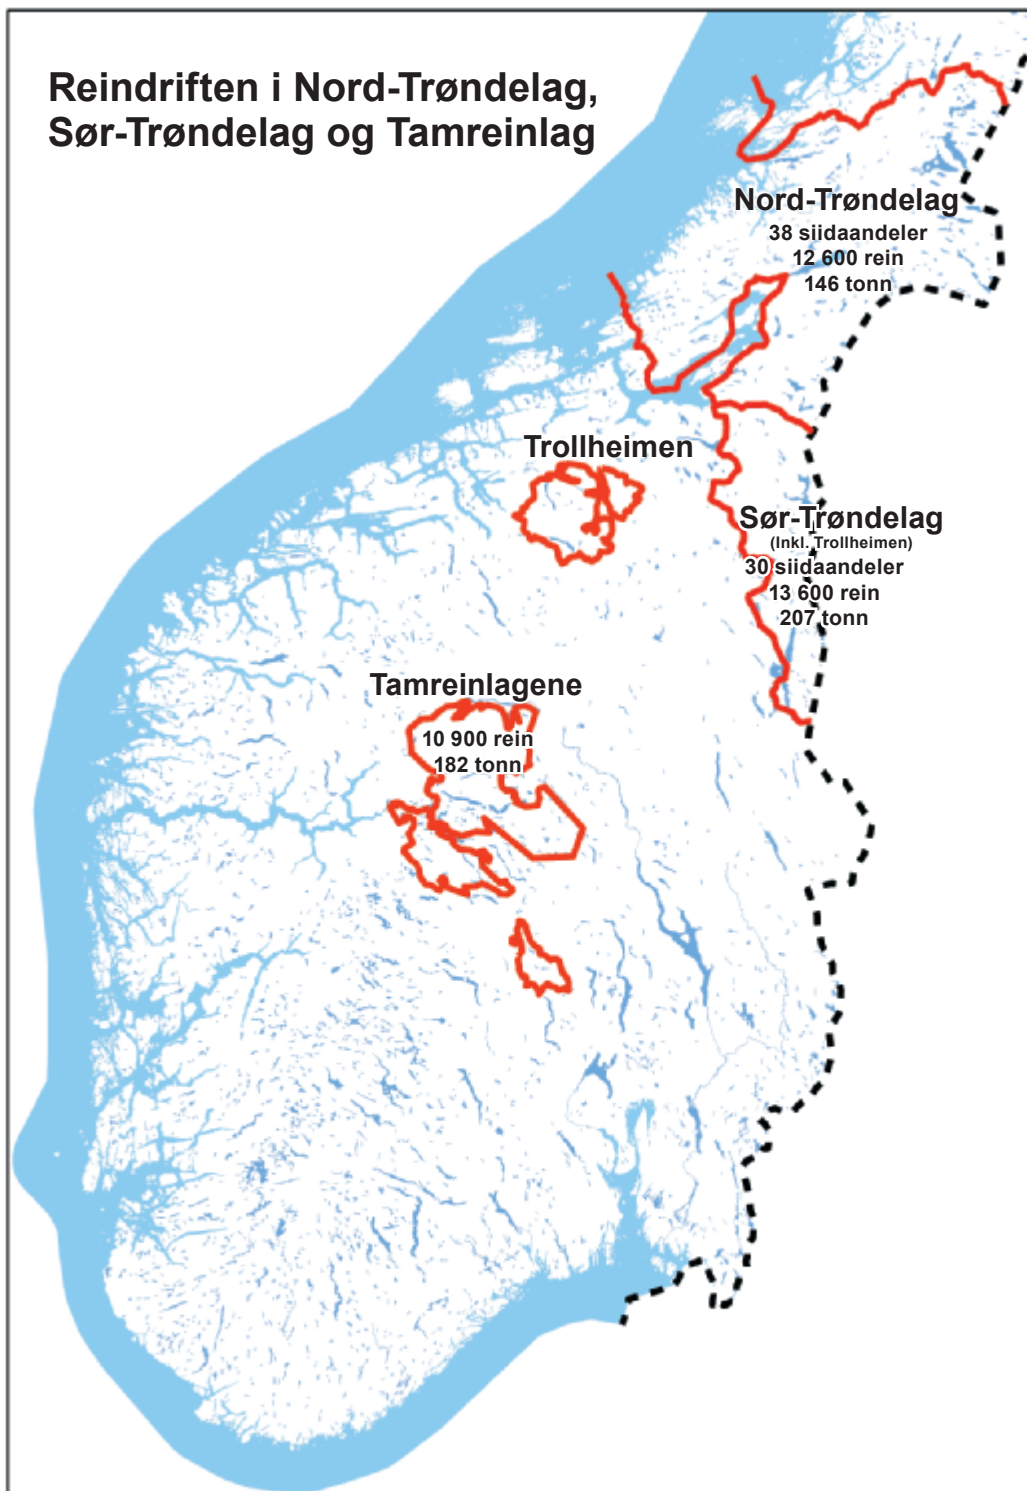 Reindriften i Nord-Trøndelag,
Sør-Trøndelag og Tamreinlag
Nord-Trøndelag
38 siidaandeler
12 600 rein
146 tonn
Trollheimen
Sør-Trøndelag
(Inkl. Trollheimen)
30 siidaandeler
13 600 rein
207 tonn
Tamreinlagene
10 900 rein
182 tonn